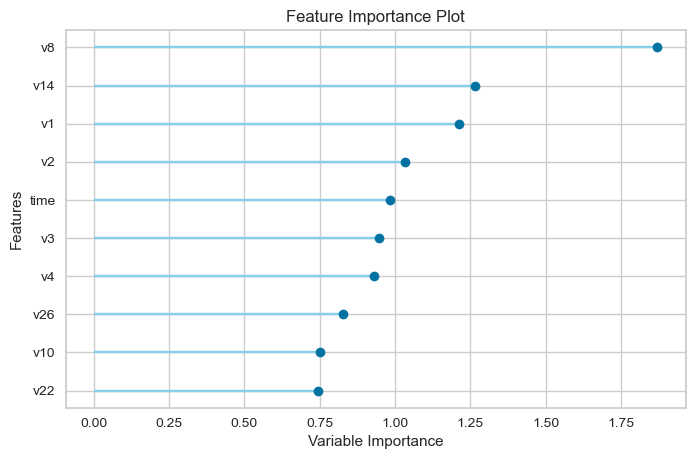 Feature Importance Plot
Features
v8
v14
v1
v2
time
v3
v4
v26
v10
v22
0.00 0.25 0.50 0.75 1.00 1.25 1.50 1.75
Variable Importance